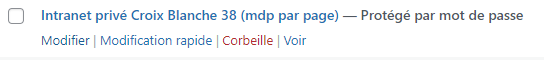 Intranet privé Croix Blanche 38 (mdp par page) — Protégé par mot de passe
Modifier | Modification rapide | Corbeille | Voir